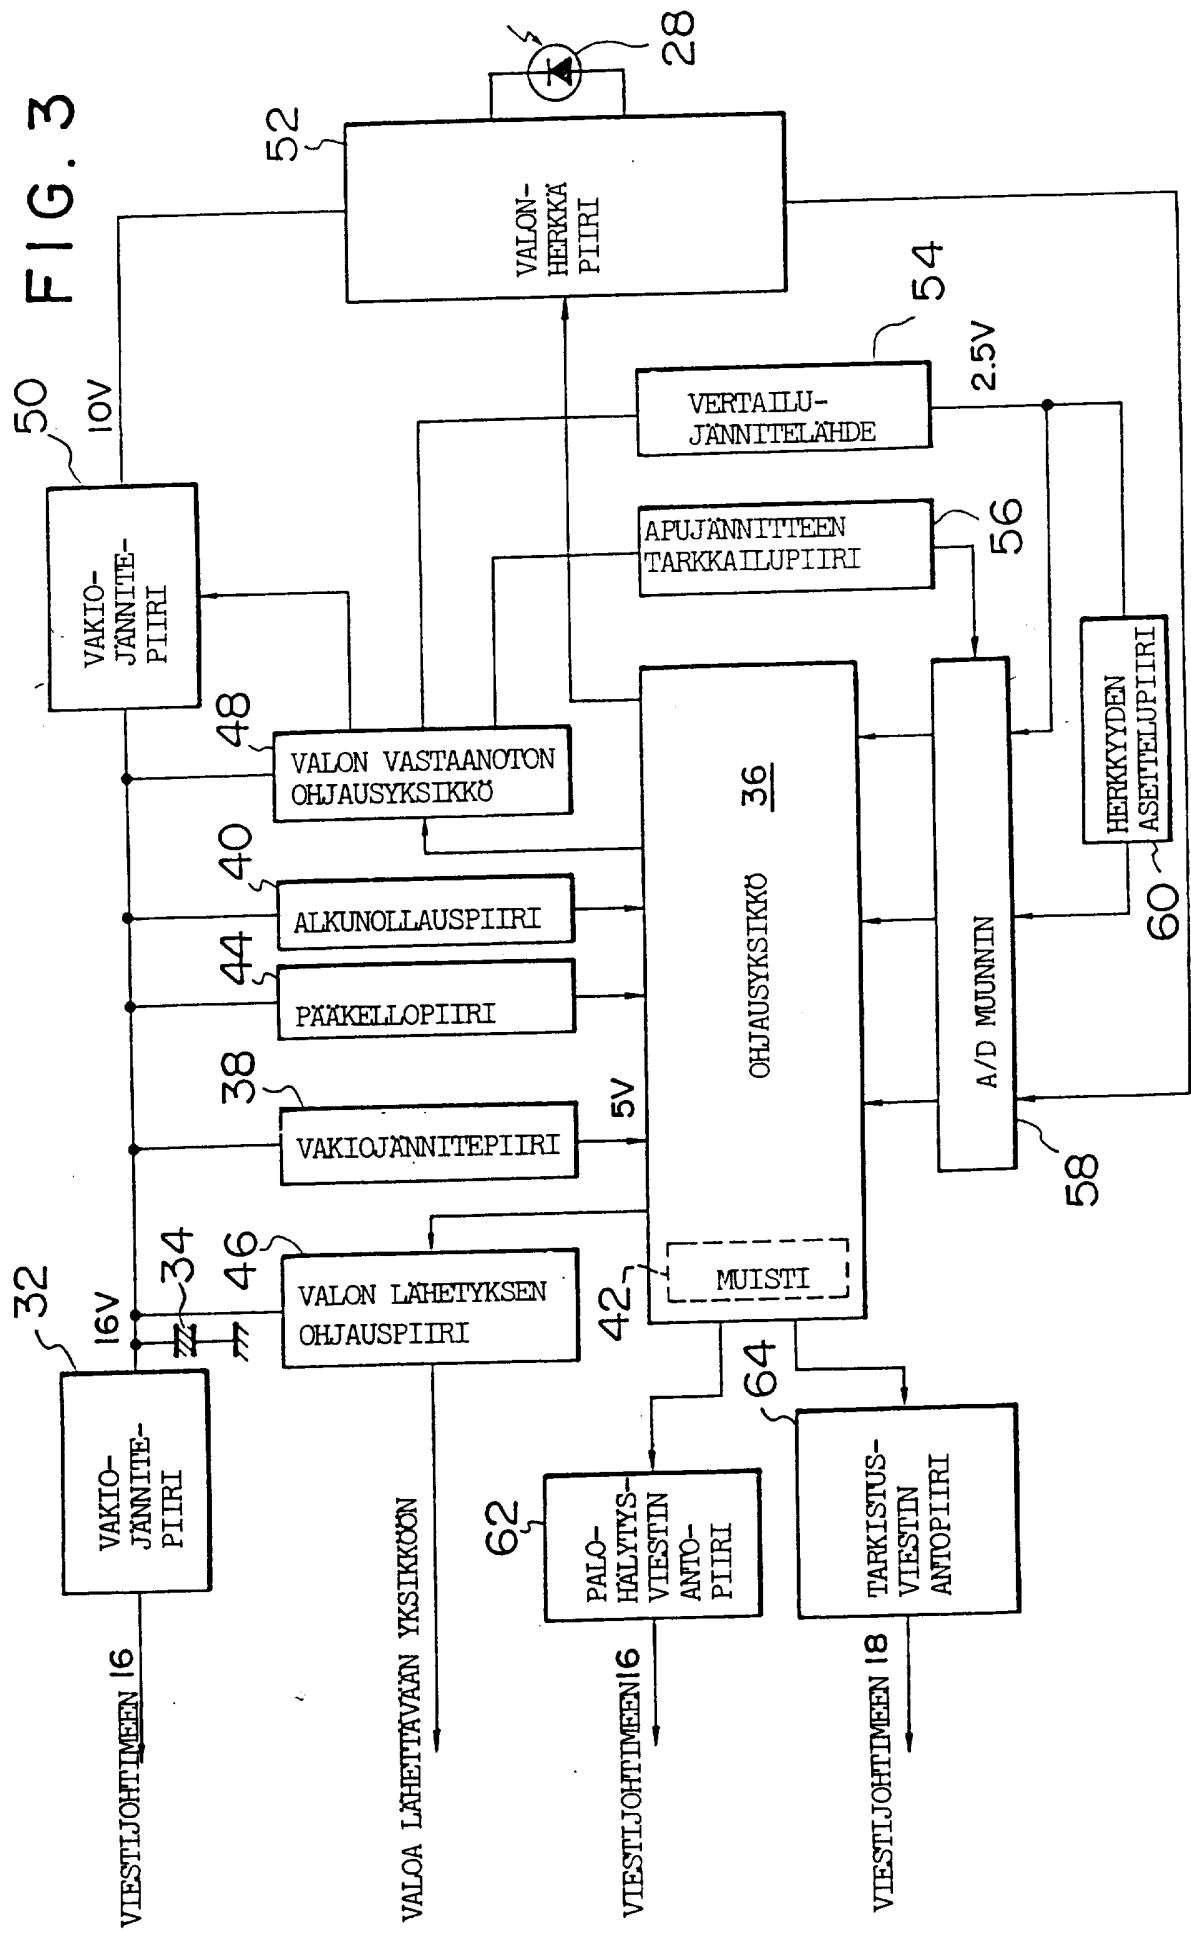 FIG. 3
32
VAKIO-
JÄNNITE-
PIIRI
VIESTIJOHTIMEEN 16
16V
34
50
VAKIO-
JÄNNITE-
PIIRI
10V
46
VALON LÄHETYKSEN
OHJAUSPIIRI
VALOA LÄHETTÄVÄÄN YKSIKKÖÖN
38
VAKIOJÄNNITEPIIRI
5V
44
PÄÄKELLOPIIRI
40
ALKUNOLLAUSPIIRI
48
VALON VASTAANOTON
OHJAUSYKSIKKÖ
52
VALON-
HERKKÄ
PIIRI
28
62
PALO-
HÄLYTYS-
VIESTIN
ANTO-
PIIRI
VIESTIJOHTIMEEN16
42
MUISTI
OHJAUSYKSIKKÖ
36
APUJÄNNITTEEN
TARKKAILUPIIRI
56
VERTAILU-
JÄNNITELÄHDE
54
2.5V
64
TARKISTUS-
VIESTIN
ANTOPIIRI
VIESTIJOHTIMEEN 18
58
A/D MUUNNIN
60
HERKKYYDEN
ASETTELUPIIRI